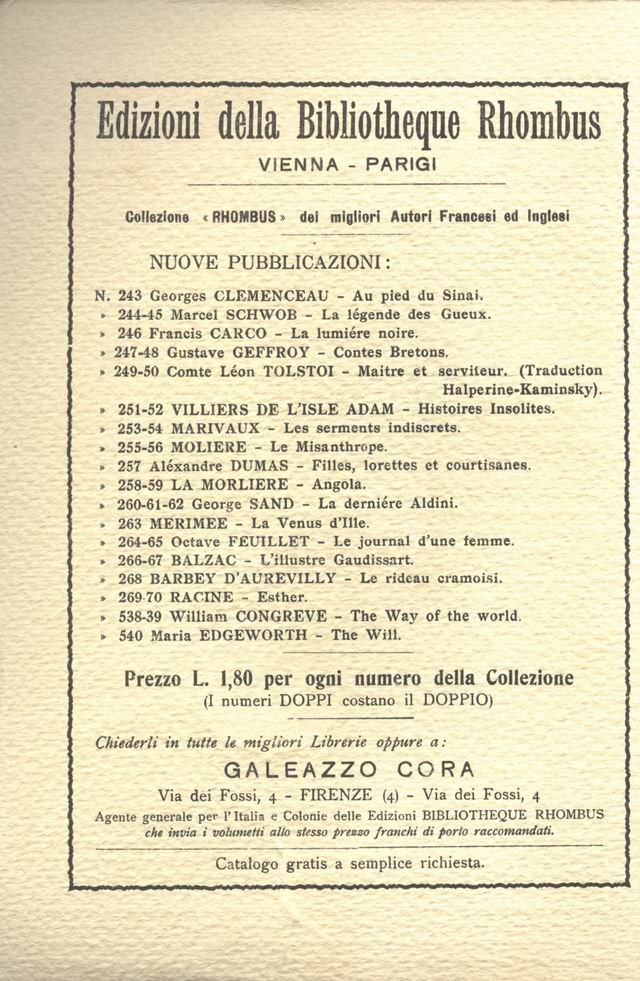 Edizioni della Bibliotheque Rhombus
VIENNA - PARIGI
Collezione « RHOMBUS » dei migliori Autori Francesi ed Inglesi
NUOVE PUBBLICAZIONI :
N. 243 Georges CLEMENCEAU - Au pied du Sinai.
» 244-45 Marcel SCHWOB - La légende des Gueux.
» 246 Francis CARCO - La lumiére noire.
» 247-48 Gustave GEFFROY - Contes Bretons.
» 249-50 Comte Léon TOLSTOI - Maitre et serviteur. (Traduction
Halperine-Kaminsky).
» 251-52 VILLIERS DE L'ISLE ADAM - Histoires Insolites.
» 253-54 MARIVAUX - Les serments indiscrets.
» 255-56 MOLIERE - Le Misanthrope.
» 257 Aléxandre DUMAS - Filles, lorettes et courtisanes.
» 258-59 LA MORLIERE - Angola.
» 260-61-62 George SAND - La derniére Aldini.
» 263 MERIMEE - La Venus d'Ille.
» 264-65 Octave FEUILLET - Le journal d'une femme.
» 266-67 BALZAC - L'illustre Gaudissart.
» 268 BARBEY D'AUREVILLY - Le rideau cramoisi.
» 269-70 RACINE - Esther.
» 538-39 William CONGREVE - The Way of the world.
» 540 Maria EDGEWORTH - The Will.
Prezzo L. 1,80 per ogni numero della Collezione
(I numeri DOPPI costano il DOPPIO)
Chiederli in tutte le migliori Librerie oppure a :
GALEAZZO CORA
Via dei Fossi, 4 - FIRENZE (4) - Via dei Fossi, 4
Agente generale per l'Italia e Colonie delle Edizioni BIBLIOTHEQUE RHOMBUS
che invia i volumetti allo stesso prezzo franchi di porto raccomandati.
Catalogo gratis a semplice richiesta.